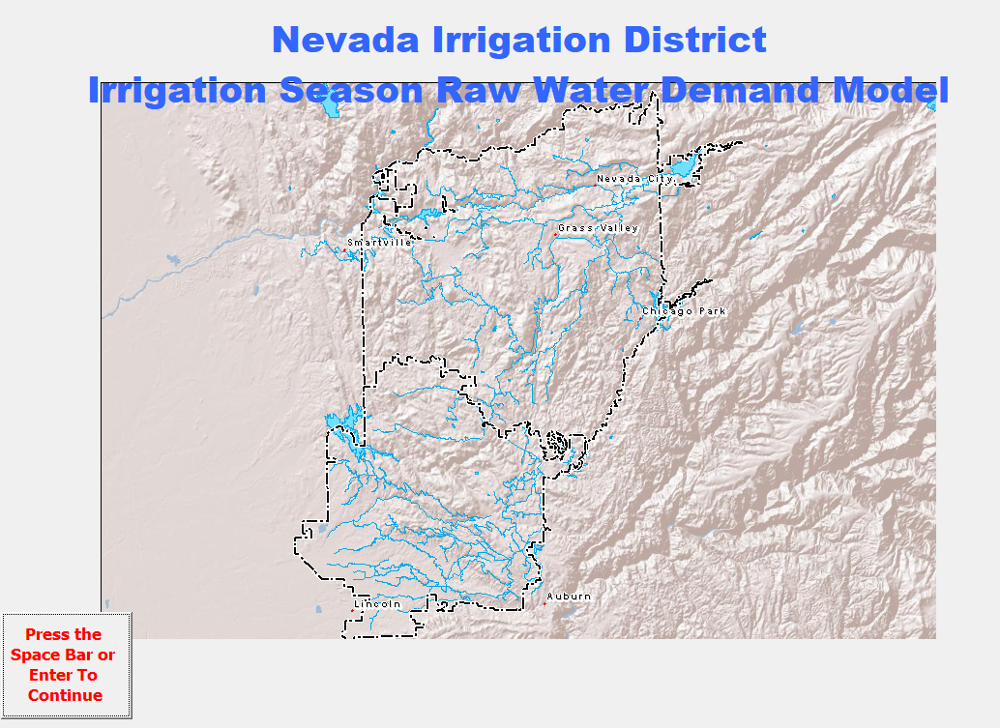 Nevada Irrigation District
Irrigation Season Raw Water Demand Model
Nevada City
Grass Valley
Smartville
Chicago Park
Auburn
Lincoln
Press the
Space Bar or
Enter To
Continue